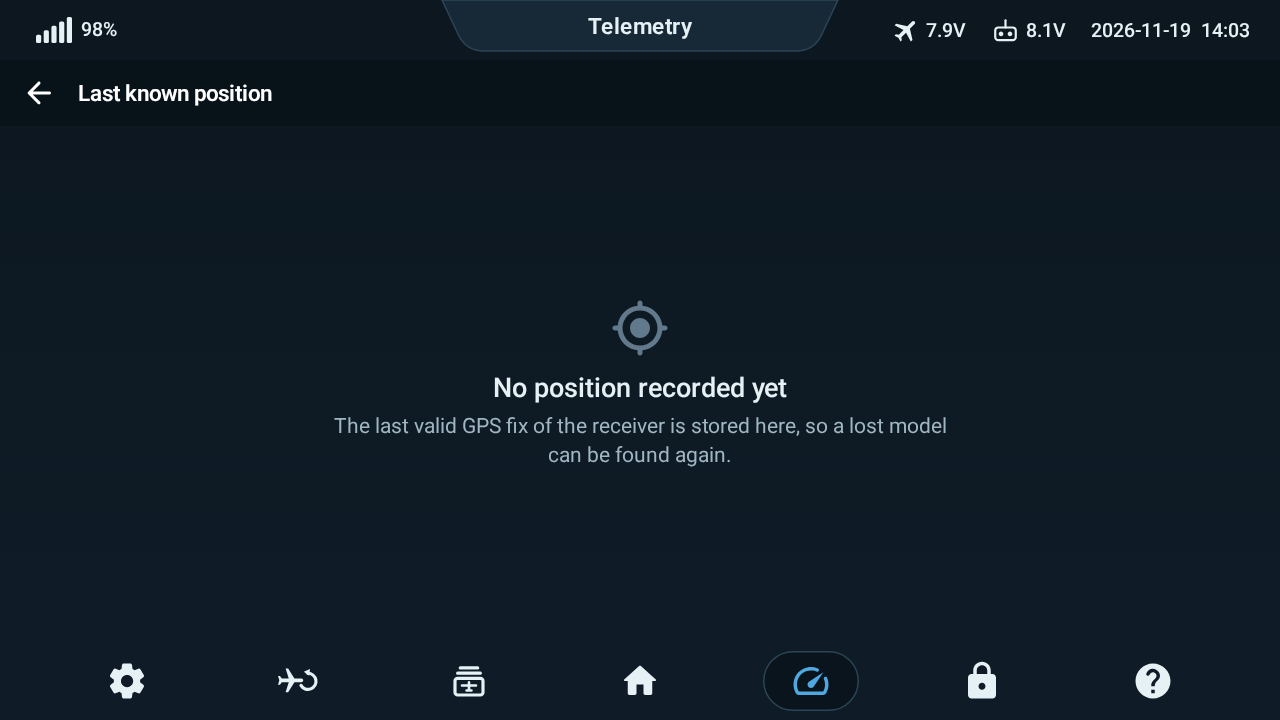 98%
Telemetry
7.9V
8.1V
2026-11-19 14:03
Last known position
No position recorded yet
The last valid GPS fix of the receiver is stored here, so a lost model
can be found again.